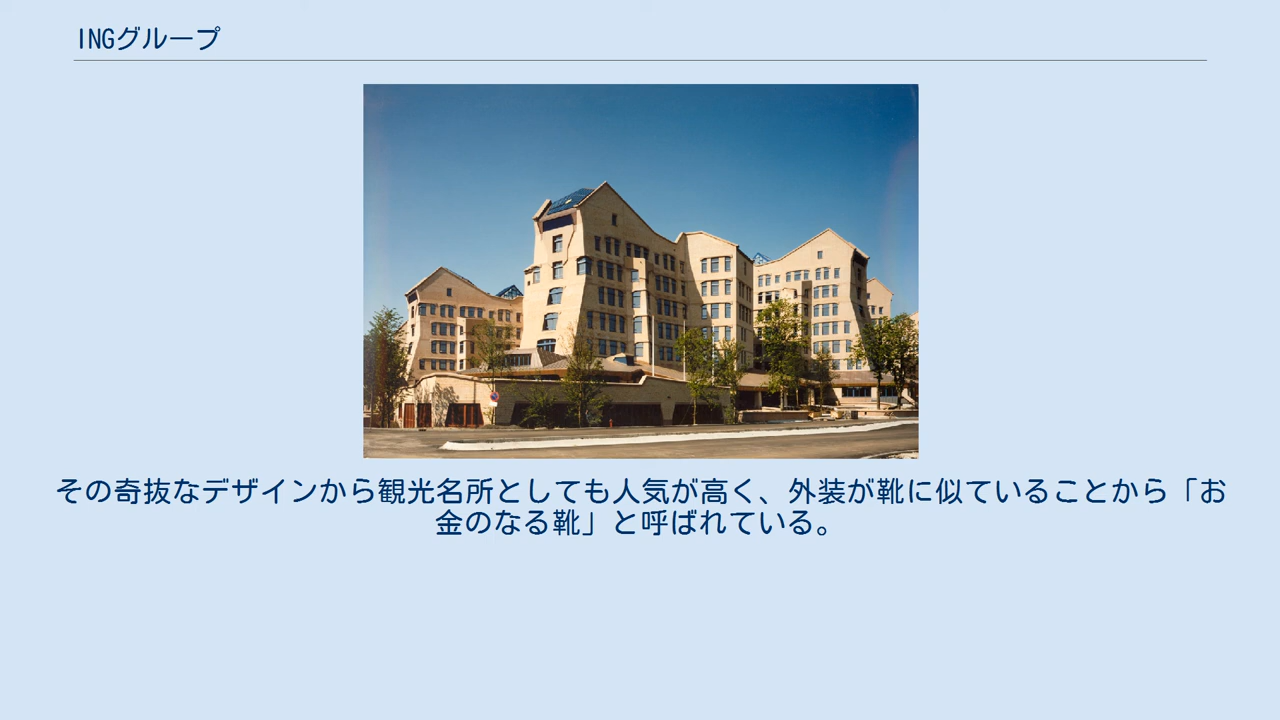 INGグループ
その奇抜なデザインから観光名所としても人気が高く、外装が靴に似ていることから「お
金のなる靴」と呼ばれている。